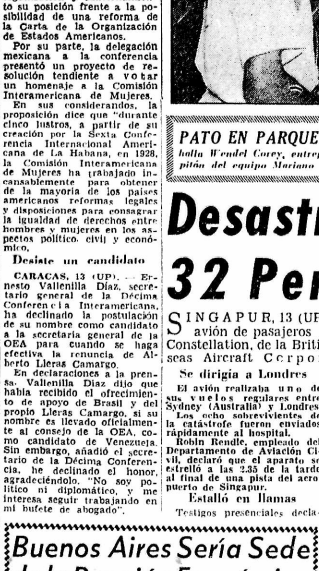 to su posición frente a la po-
sibilidad de una reforma de
la Carta de la Organización
de Estados Americanos.
Por su parte, la delegación
mexicana a la conferencia
presentó un proyecto de re-
solución tendiente a votar
un homenaje a la Comisión
Interamericana de Mujeres.
En sus considerandos, la
proposición dice que "durante
cinco lustros, a partir de su
creación por la Sexta Confe-
rencia Internacional Ameri-
cana de La Habana, en 1928,
la Comisión Interamericana
de Mujeres ha trabajado in-
cansablemente para obtener
de la mayoría de los países
americanos reformas legales
y disposiciones para consagrar
la igualdad de derechos entre
hombres y mujeres en los as-
pectos político, civil y econó-
mico.
Desiste un candidato
CARACAS, 13 (UP). — Er-
nesto Vallenilla Díaz, secre-
tario general de la Décima
Conferencia Interamericana,
ha declinado la postulación
de su nombre como candidato
a la secretaría general de la
OEA para cuando se haga
efectiva la renuncia de Al-
berto Lleras Camargo.
En declaraciones a la pren-
sa, Vallenilla Díaz dijo que
había recibido el ofrecimien-
to de apoyo de Brasil y del
propio Lleras Camargo, si su
nombre es llevado oficialmen-
te al consejo de la OEA, co-
mo candidato de Venezuela.
Sin embargo, añadió el secre-
tario de la Décima Conferen-
cia, he declinado el honor,
agradeciéndolo, "No soy po-
lítico ni diplomático, y me
interesa seguir trabajando en
mi bufete de abogado".
PATO EN PARQUE
holla Wendel Corey, entre
pitón del equipo Mariano
Desast
32 Per
SINGAPUR, 13 (UP
avión de pasajeros
Constellation, de la Briti
seas Aircraft Corpo
Se dirigía a Londres
El avión realizaba uno de
sus vuelos regulares entre
Sydney (Australia) y Londres
Los ocho sobrevivientes de
la catástrofe fueron enviados
rápidamente al hospital.
Robin Rendle, empleado del
Departamento de Aviación Ci-
vil, declaró que el aparato se
estrelló a las 2.35 de la tarde
al final de una pista del aero
puerto de Singapur.
Estalló en llamas
Testigos presenciales decla-
Buenos Aires Sería Sede